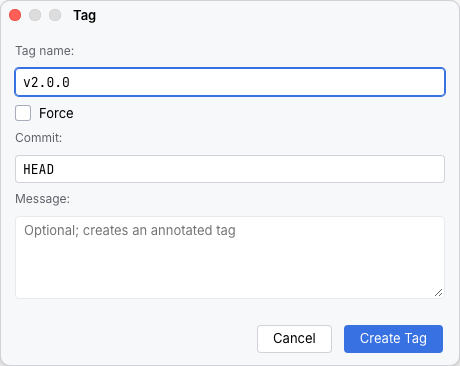 Tag
Tag name:
v2.0.0
Force
Commit:
HEAD
Message:
Optional; creates an annotated tag
Cancel
Create Tag